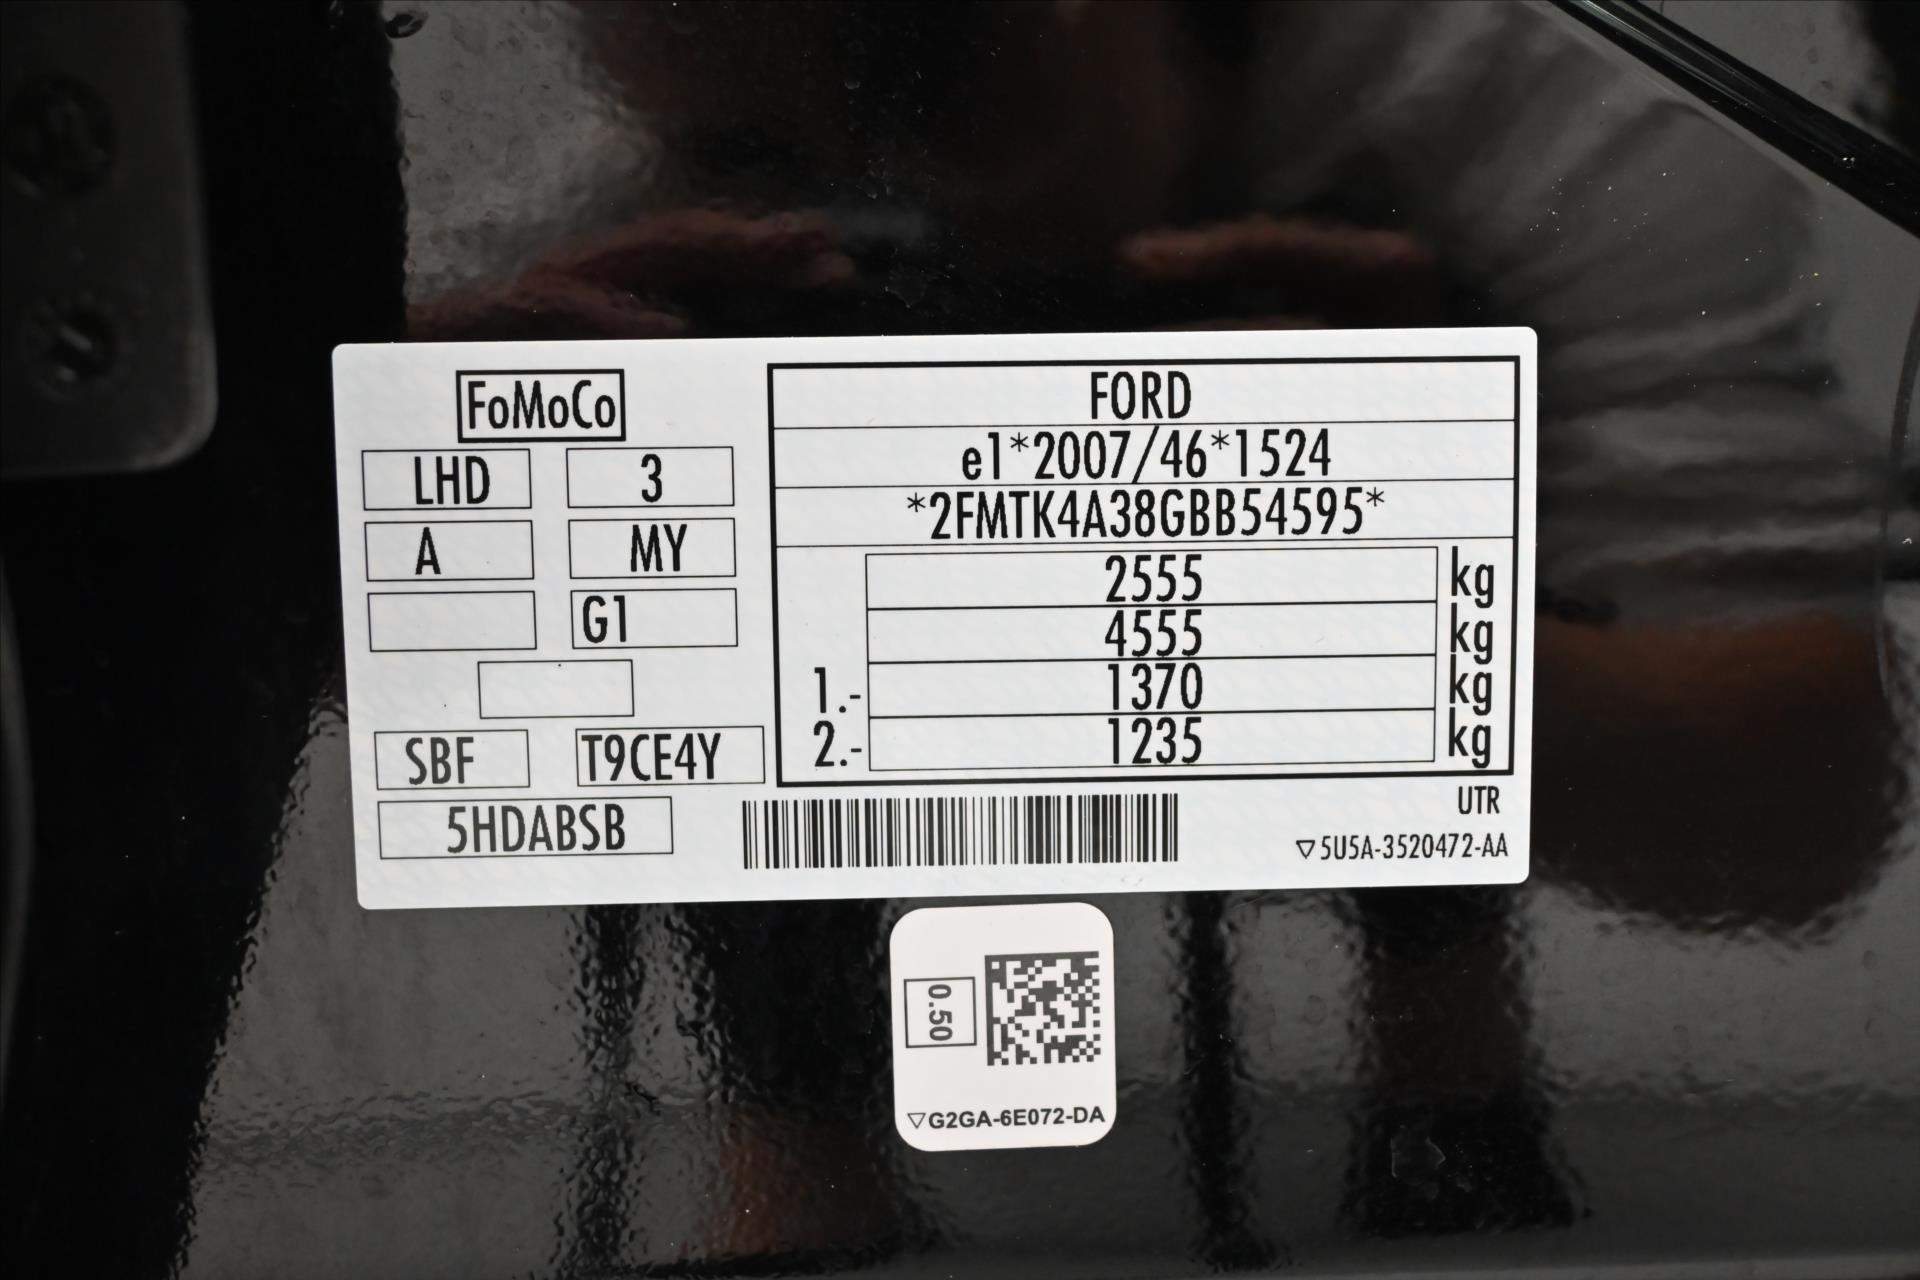 FoMoCo
LHD 3
A MY
G1
SBF T9CE4Y
5HDABSB
FORD
e1*2007/46*1524
*2FMTK4A38GBB54595*
2555 kg
4555 kg
1.- 1370 kg
2.- 1235 kg
UTR
▽5U5A-3520472-AA
0.50
▽G2GA-6E072-DA